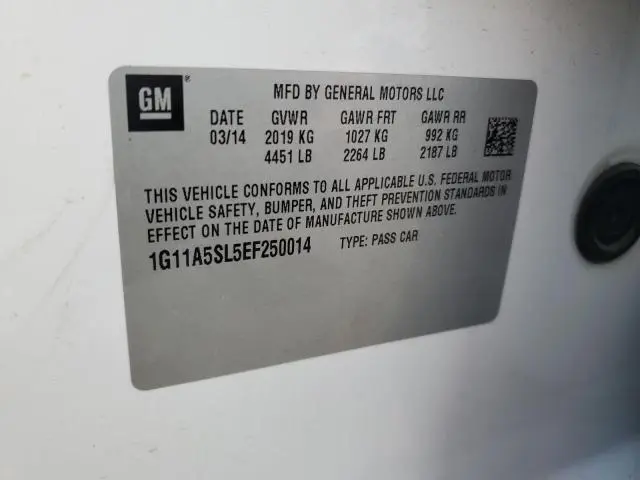 GM ®
MFD BY GENERAL MOTORS LLC
DATE GVWR GAWR FRT GAWR RR
03/14 2019 KG 1027 KG 992 KG
4451 LB 2264 LB 2187 LB
THIS VEHICLE CONFORMS TO ALL APPLICABLE U.S. FEDERAL MOTOR
VEHICLE SAFETY, BUMPER, AND THEFT PREVENTION STANDARDS IN
EFFECT ON THE DATE OF MANUFACTURE SHOWN ABOVE.
1G11A5SL5EF250014 TYPE: PASS CAR